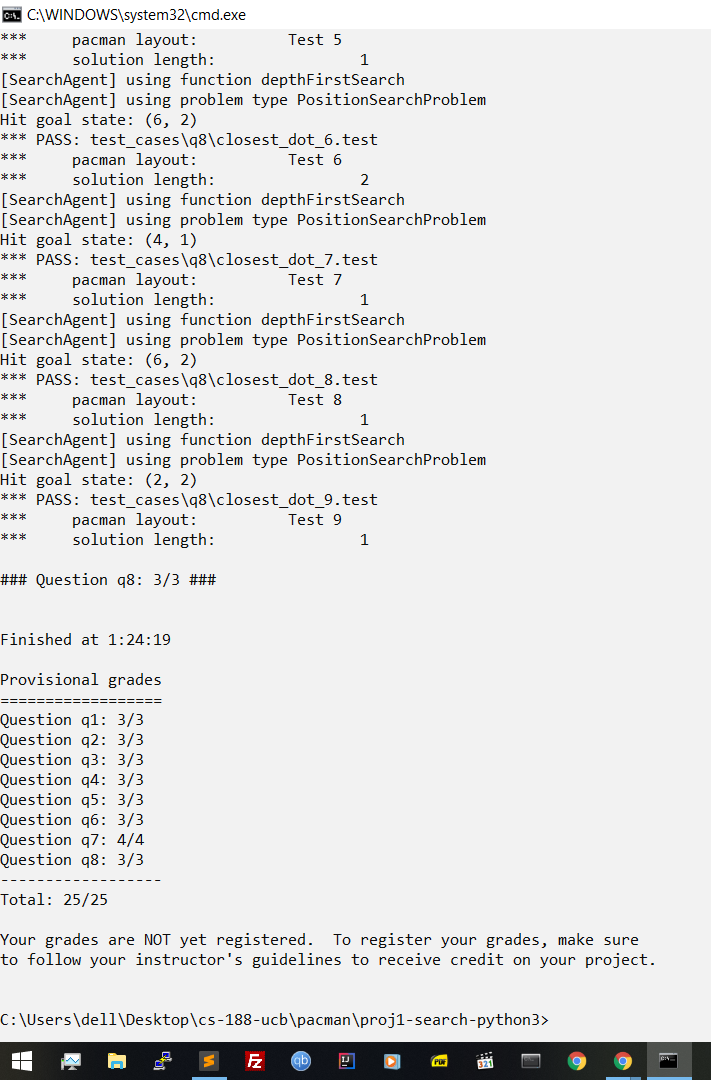 C:\WINDOWS\system32\cmd.exe
***     pacman layout:          Test 5
***     solution length:                1
[SearchAgent] using function depthFirstSearch
[SearchAgent] using problem type PositionSearchProblem
Hit goal state: (6, 2)
*** PASS: test_cases\q8\closest_dot_6.test
***     pacman layout:          Test 6
***     solution length:                2
[SearchAgent] using function depthFirstSearch
[SearchAgent] using problem type PositionSearchProblem
Hit goal state: (4, 1)
*** PASS: test_cases\q8\closest_dot_7.test
***     pacman layout:          Test 7
***     solution length:                1
[SearchAgent] using function depthFirstSearch
[SearchAgent] using problem type PositionSearchProblem
Hit goal state: (6, 2)
*** PASS: test_cases\q8\closest_dot_8.test
***     pacman layout:          Test 8
***     solution length:                1
[SearchAgent] using function depthFirstSearch
[SearchAgent] using problem type PositionSearchProblem
Hit goal state: (2, 2)
*** PASS: test_cases\q8\closest_dot_9.test
***     pacman layout:          Test 9
***     solution length:                1
### Question q8: 3/3 ###
Finished at 1:24:19
Provisional grades
==================
Question q1: 3/3
Question q2: 3/3
Question q3: 3/3
Question q4: 3/3
Question q5: 3/3
Question q6: 3/3
Question q7: 4/4
Question q8: 3/3
------------------
Total: 25/25
Your grades are NOT yet registered.  To register your grades, make sure
to follow your instructor's guidelines to receive credit on your project.
C:\Users\dell\Desktop\cs-188-ucb\pacman\proj1-search-python3>
S Fz qb IJ PDF 321